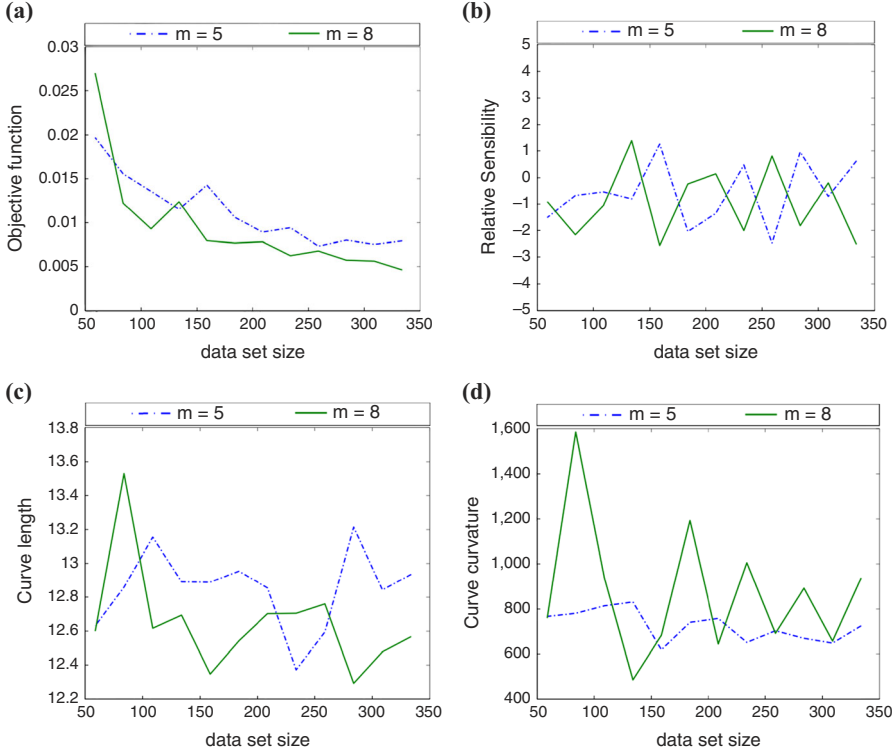 (a)
m = 5 m = 8
0.03
0.025
0.02
0.015
0.01
0.005
0
Objective function
50 100 150 200 250 300 350
data set size
(b)
m = 5 m = 8
5
4
3
2
1
0
−1
−2
−3
−4
−5
Relative Sensibility
50 100 150 200 250 300 350
data set size
(c)
m = 5 m = 8
13.8
13.6
13.4
13.2
13
12.8
12.6
12.4
12.2
Curve length
50 100 150 200 250 300 350
data set size
(d)
m = 5 m = 8
1,600
1,400
1,200
1,000
800
600
400
Curve curvature
50 100 150 200 250 300 350
data set size